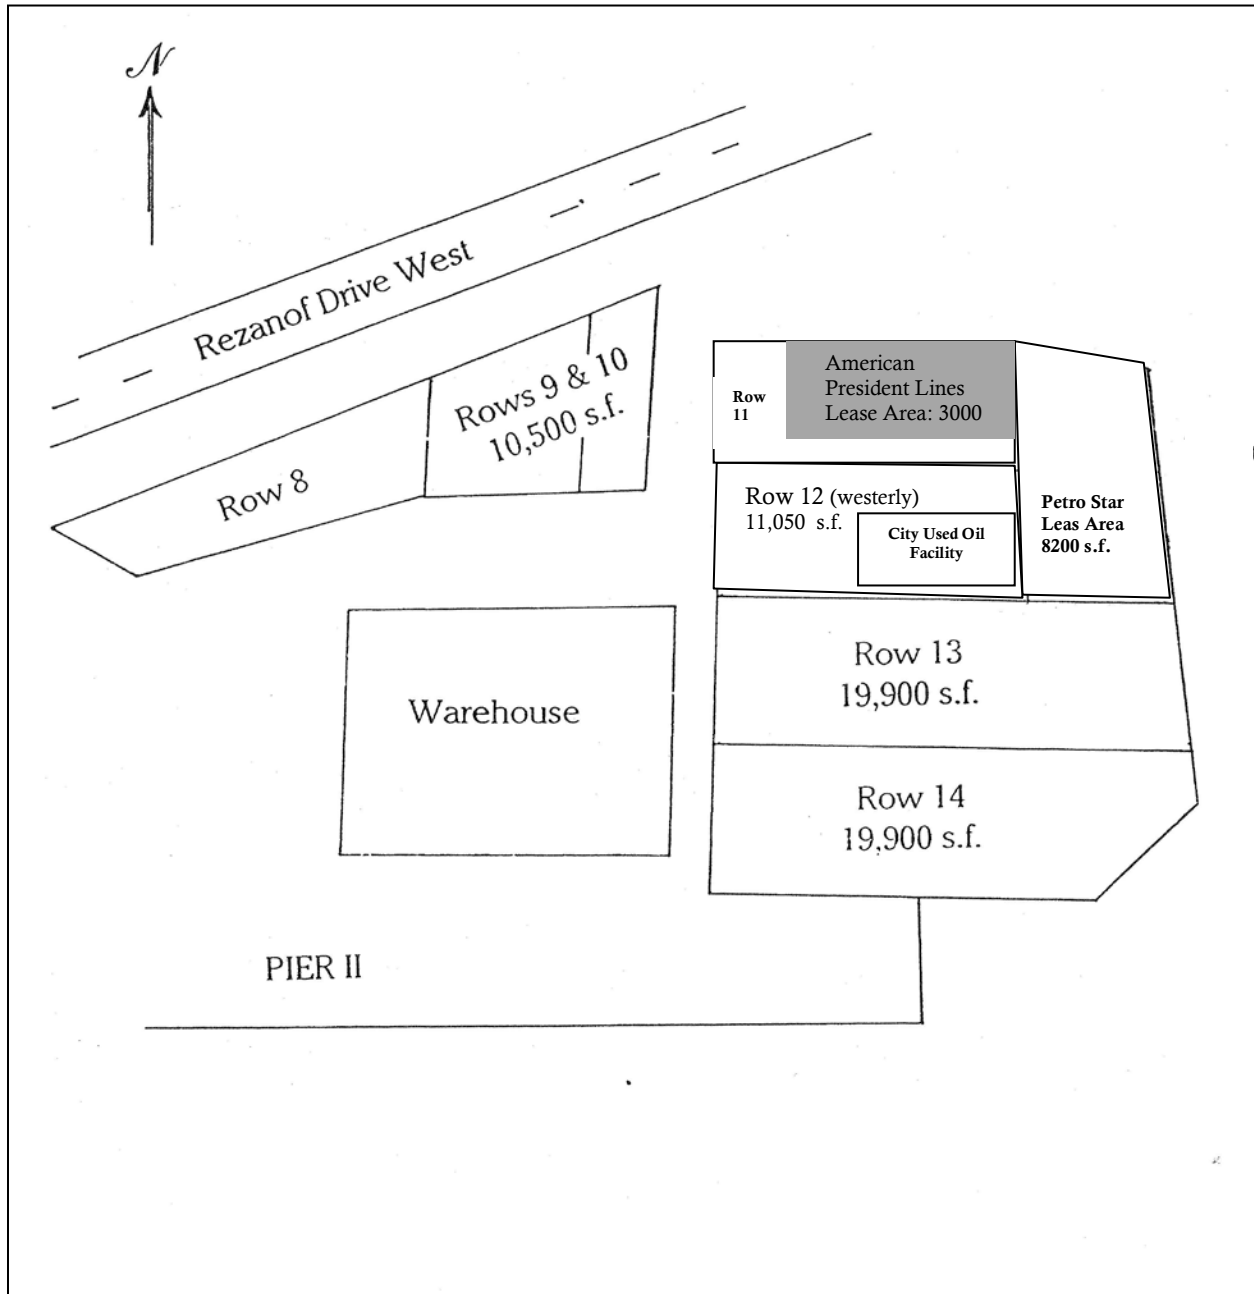 N
Rezanof Drive West
Rows 9 & 10
10,500 s.f.
Row 8
Row
11
American
President Lines
Lease Area: 3000
Row 12 (westerly)
11,050 s.f.
City Used Oil
Facility
Petro Star
Leas Area
8200 s.f.
Row 13
19,900 s.f.
Warehouse
Row 14
19,900 s.f.
PIER II